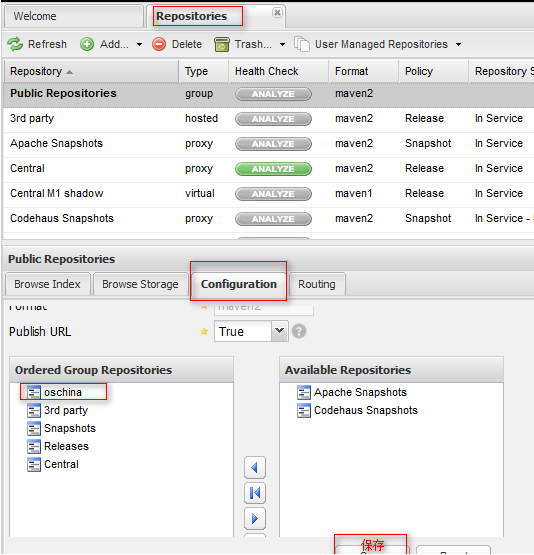 Welcome
Repositories
Refresh Add... Delete Trash... User Managed Repositories
Repository Type Health Check Format Policy Repository S
Public Repositories group ANALYZE maven2
3rd party hosted ANALYZE maven2 Release In Service
Apache Snapshots proxy ANALYZE maven2 Snapshot In Service
Central proxy ANALYZE maven2 Release In Service
Central M1 shadow virtual ANALYZE maven1 Release In Service
Codehaus Snapshots proxy ANALYZE maven2 Snapshot In Service -
Public Repositories
Browse Index Browse Storage Configuration Routing
Format maven2
Publish URL True
Ordered Group Repositories
oschina
3rd party
Snapshots
Releases
Central
Available Repositories
Apache Snapshots
Codehaus Snapshots
保存